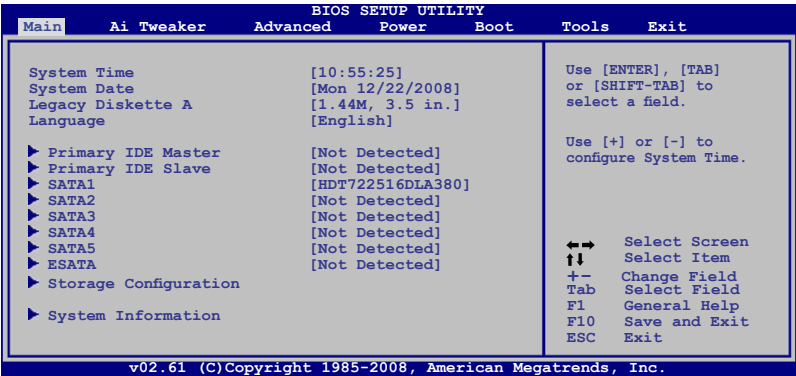 BIOS SETUP UTILITY
Main Ai Tweaker Advanced Power Boot Tools Exit
System Time [10:55:25]
System Date [Mon 12/22/2008]
Legacy Diskette A [1.44M, 3.5 in.]
Language [English]
Primary IDE Master [Not Detected]
Primary IDE Slave [Not Detected]
SATA1 [HDT722516DLA380]
SATA2 [Not Detected]
SATA3 [Not Detected]
SATA4 [Not Detected]
SATA5 [Not Detected]
ESATA [Not Detected]
Storage Configuration
System Information
Use [ENTER], [TAB]
or [SHIFT-TAB] to
select a field.
Use [+] or [-] to
configure System Time.
←→ Select Screen
↑↓ Select Item
+- Change Field
Tab Select Field
F1 General Help
F10 Save and Exit
ESC Exit
v02.61 (C)Copyright 1985-2008, American Megatrends, Inc.